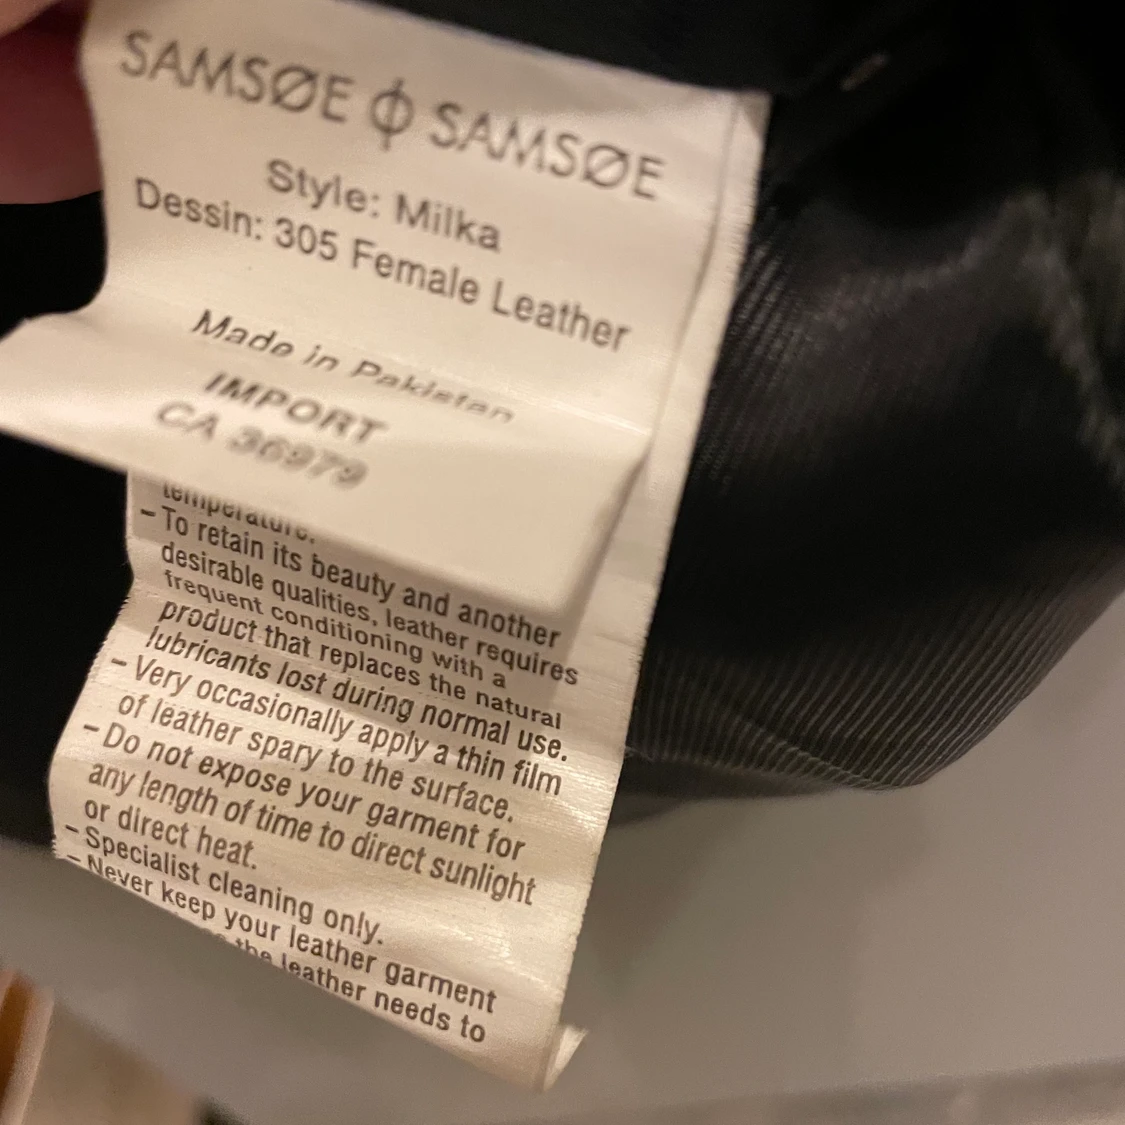 SAMSØE ɸ SAMSØE
Style: Milka
Dessin: 305 Female Leather
Made in Pakistan
IMPORT
CA 36979
temperature.
– To retain its beauty and another
desirable qualities, leather requires
frequent conditioning with a
product that replaces the natural
lubricants lost during normal use.
– Very occasionally apply a thin film
of leather spary to the surface.
– Do not expose your garment for
any length of time to direct sunlight
or direct heat.
– Specialist cleaning only.
– Never keep your leather garment
the leather needs to